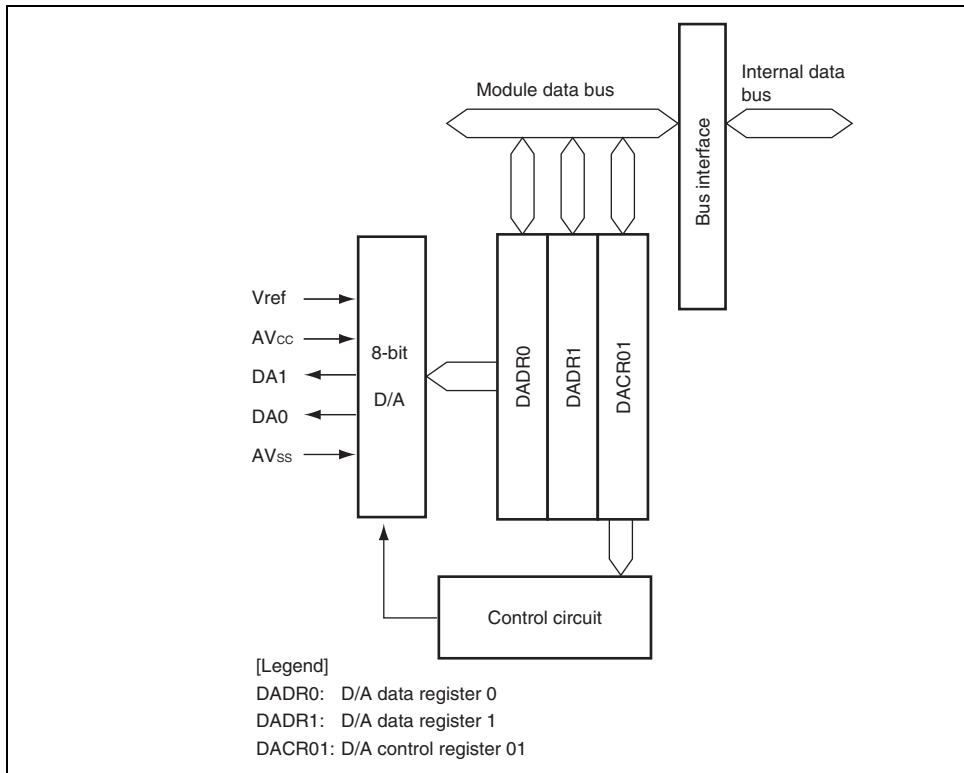 Module data bus
Internal data
bus
Bus interface
Vref
AVcc
DA1
DA0
AVss
8-bit
D/A
DADR0
DADR1
DACR01
Control circuit
[Legend]
DADR0: D/A data register 0
DADR1: D/A data register 1
DACR01: D/A control register 01